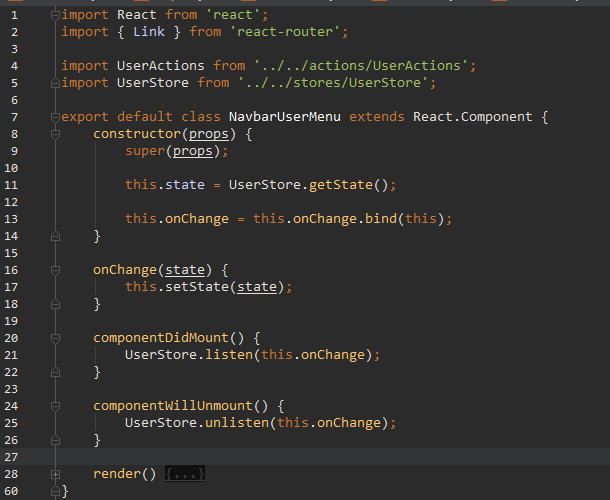 1 import React from 'react';
2 import { Link } from 'react-router';
3
4 import UserActions from '../../actions/UserActions';
5 import UserStore from '../../stores/UserStore';
6
7 export default class NavbarUserMenu extends React.Component {
8     constructor(props) {
9         super(props);
10
11         this.state = UserStore.getState();
12
13         this.onChange = this.onChange.bind(this);
14     }
15
16     onChange(state) {
17         this.setState(state);
18     }
19
20     componentDidMount() {
21         UserStore.listen(this.onChange);
22     }
23
24     componentWillUnmount() {
25         UserStore.unlisten(this.onChange);
26     }
27
28     render() {...}
60 }